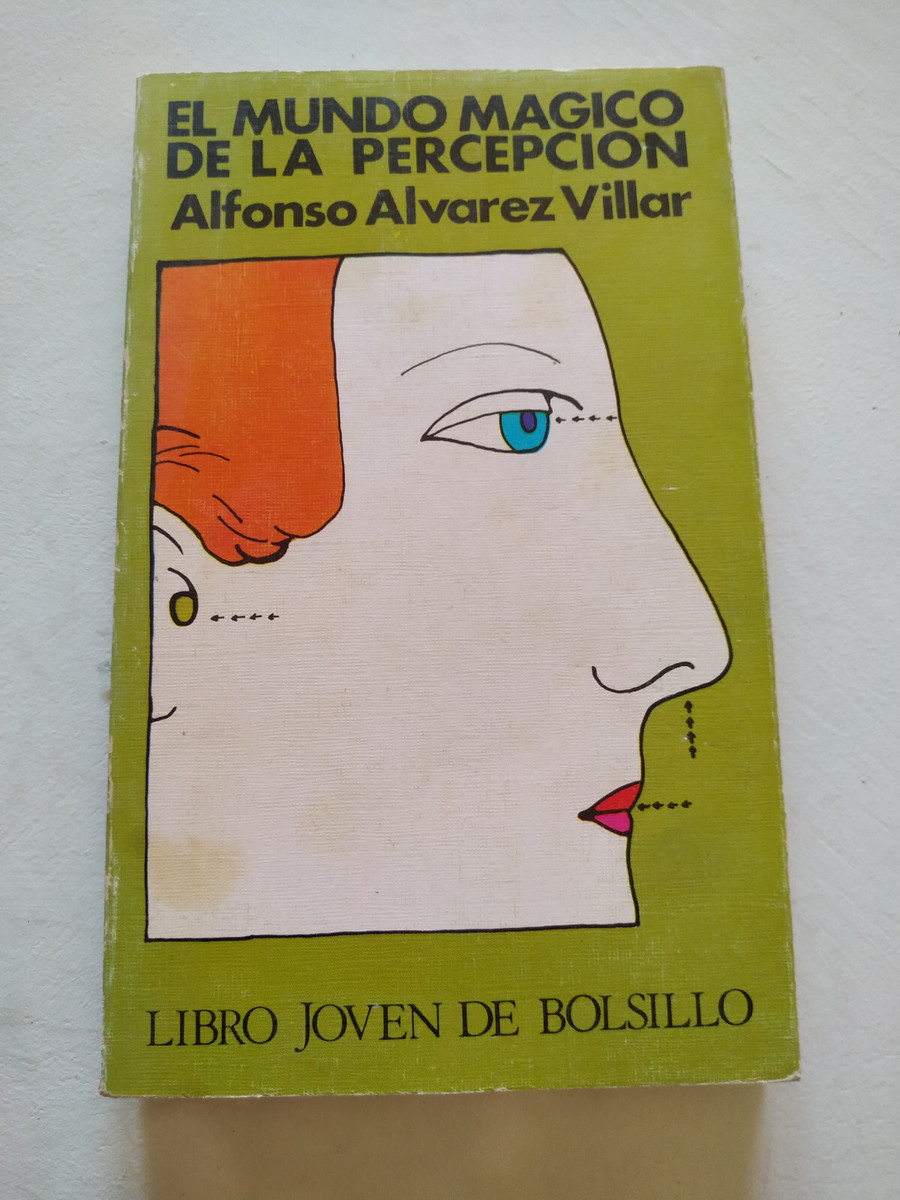 EL MUNDO MAGICO
DE LA PERCEPCION
Alfonso Alvarez Villar
LIBRO JOVEN DE BOLSILLO